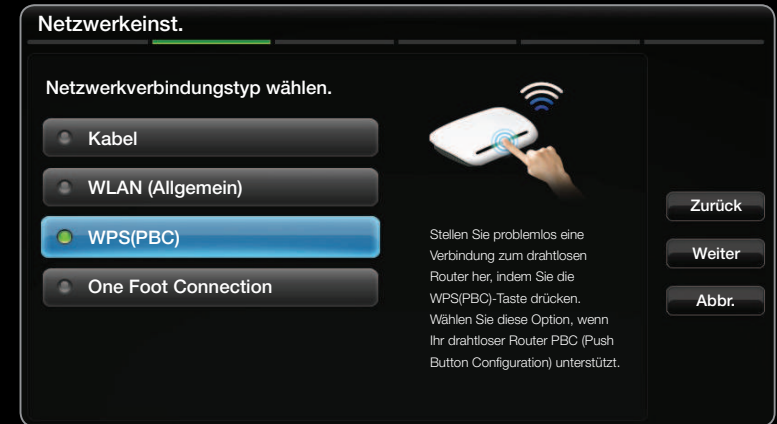 Netzwerkeinst.
Netzwerkverbindungstyp wählen.
Kabel
WLAN (Allgemein)
WPS(PBC)
One Foot Connection
Stellen Sie problemlos eine
Verbindung zum drahtlosen
Router her, indem Sie die
WPS(PBC)-Taste drücken.
Wählen Sie diese Option, wenn
Ihr drahtloser Router PBC (Push
Button Configuration) unterstützt.
Zurück
Weiter
Abbr.